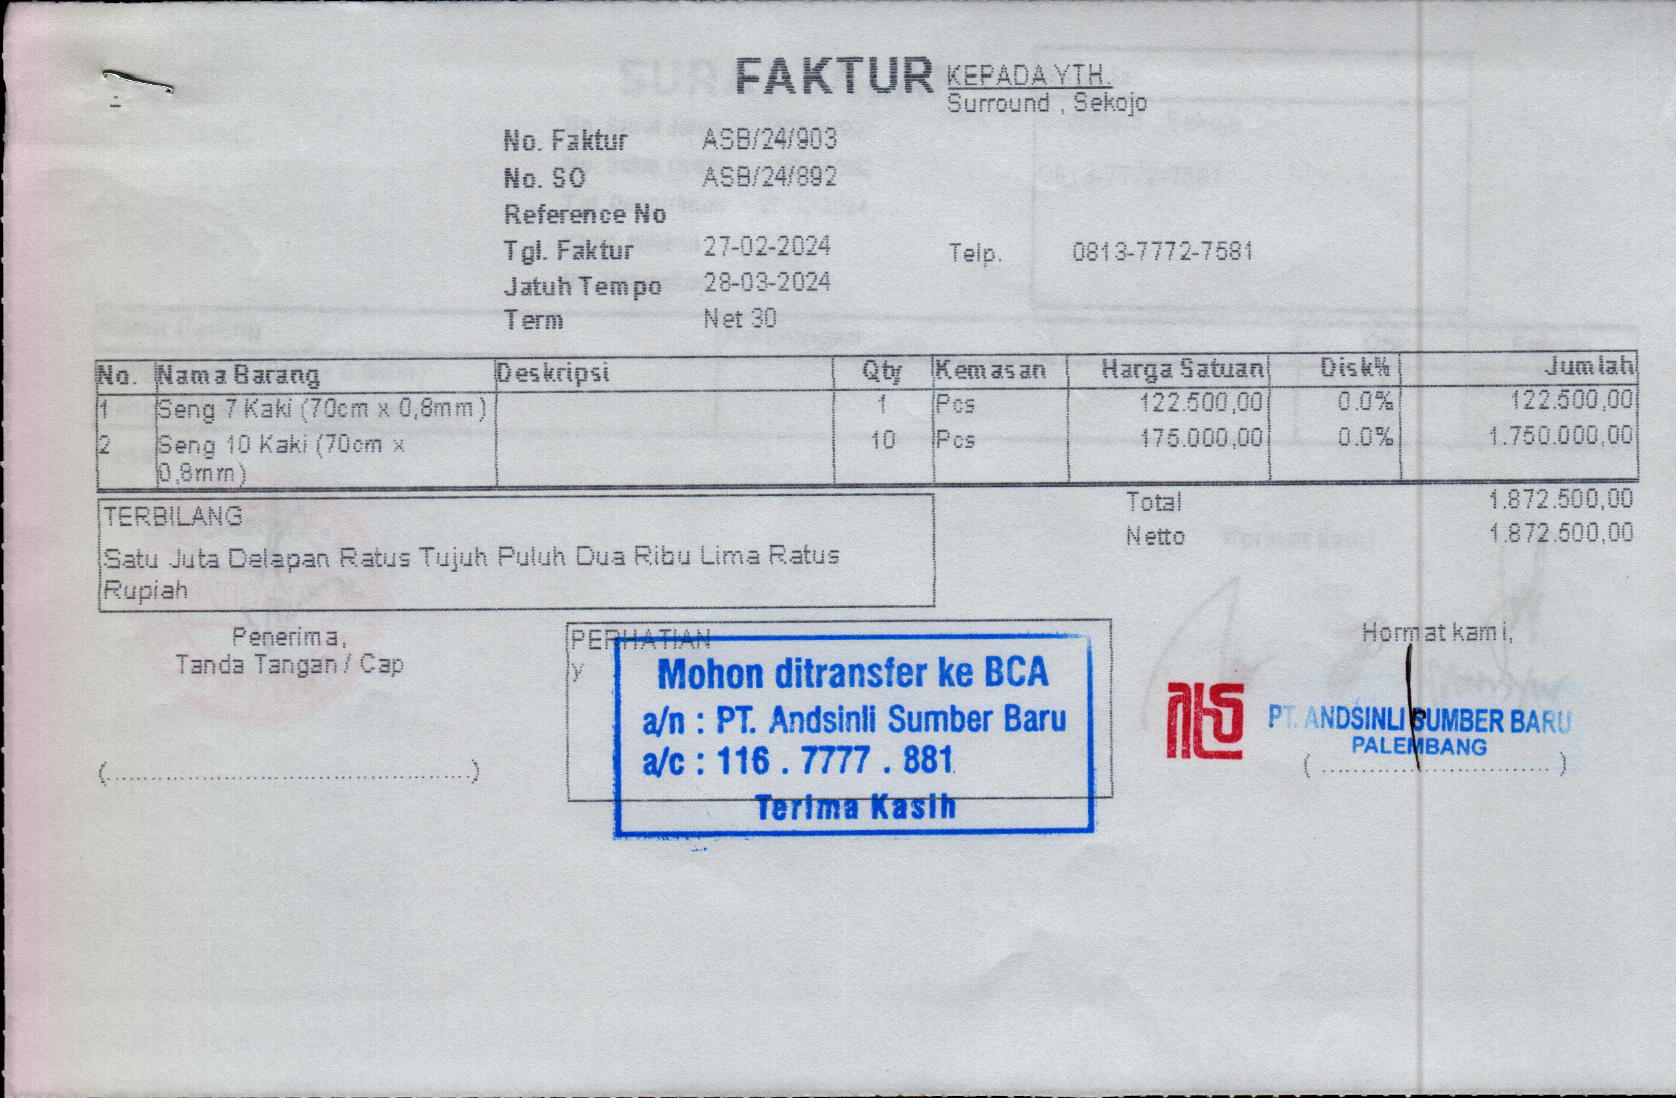 FAKTUR
KEPADA YTH.
Surround , Sekojo
No. Faktur ASB/24/903
No. SO ASB/24/892
Reference No
Tgl. Faktur 27-02-2024 Telp. 0813-7772-7581
Jatuh Tempo 28-03-2024
Term Net 30
No. Nama Barang Deskripsi Qty Kemasan Harga Satuan Disk% Jumlah
1 Seng 7 Kaki (70cm x 0,8mm) 1 Pcs 122.500,00 0.0% 122.500,00
2 Seng 10 Kaki (70cm x 10 Pcs 175.000,00 0.0% 1.750.000,00
0,8mm)
Total 1.872.500,00
Netto 1.872.500,00
TERBILANG
Satu Juta Delapan Ratus Tujuh Puluh Dua Ribu Lima Ratus
Rupiah
Penerima,
Tanda Tangan / Cap
(............................................)
PERHATIAN
y
Mohon ditransfer ke BCA
a/n : PT. Andsinli Sumber Baru
a/c : 116 . 7777 . 881
Terima Kasih
Hormat kami,
PT. ANDSINLI SUMBER BARU
PALEMBANG
( ............................ )